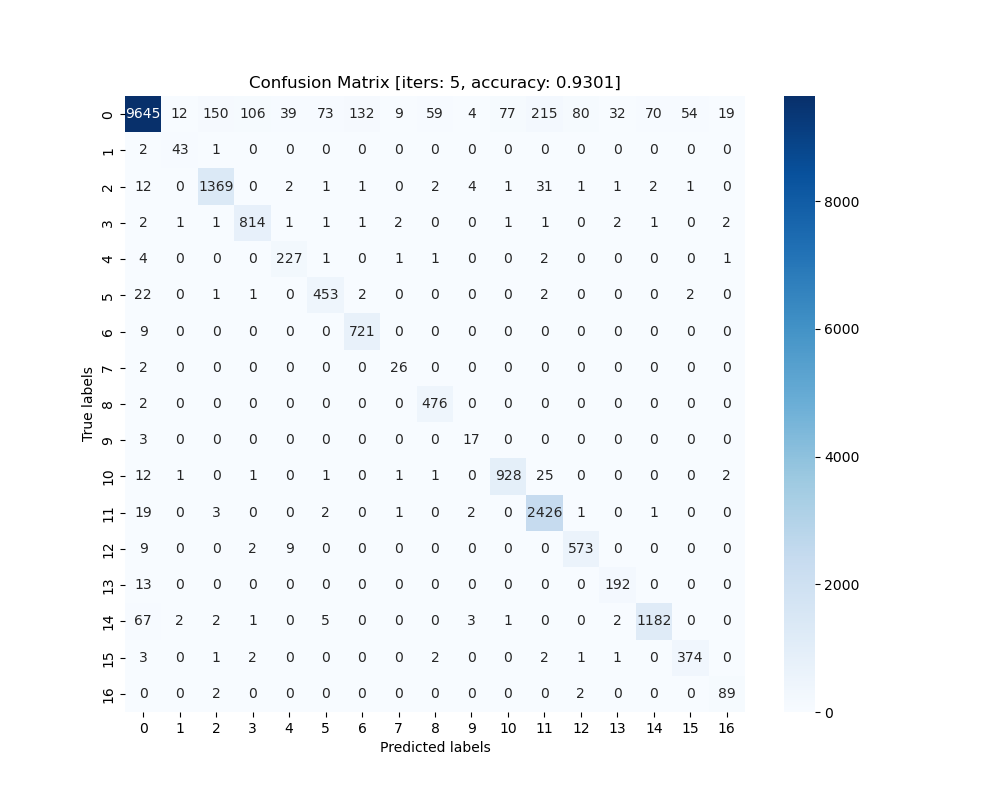 Confusion Matrix [iters: 5, accuracy: 0.9301]
True labels
0 9645 12 150 106 39 73 132 9 59 4 77 215 80 32 70 54 19
1 2 43 1 0 0 0 0 0 0 0 0 0 0 0 0 0 0
2 12 0 1369 0 2 1 1 0 2 4 1 31 1 1 2 1 0
3 2 1 1 814 1 1 1 2 0 0 1 1 0 2 1 0 2
4 4 0 0 0 227 1 0 1 1 0 0 2 0 0 0 0 1
5 22 0 1 1 0 453 2 0 0 0 0 2 0 0 0 2 0
6 9 0 0 0 0 0 721 0 0 0 0 0 0 0 0 0 0
7 2 0 0 0 0 0 0 26 0 0 0 0 0 0 0 0 0
8 2 0 0 0 0 0 0 0 476 0 0 0 0 0 0 0 0
9 3 0 0 0 0 0 0 0 0 17 0 0 0 0 0 0 0
10 12 1 0 1 0 1 0 1 1 0 928 25 0 0 0 0 2
11 19 0 3 0 0 2 0 1 0 2 0 2426 1 0 1 0 0
12 9 0 0 2 9 0 0 0 0 0 0 0 573 0 0 0 0
13 13 0 0 0 0 0 0 0 0 0 0 0 0 192 0 0 0
14 67 2 2 1 0 5 0 0 0 3 1 0 0 2 1182 0 0
15 3 0 1 2 0 0 0 0 2 0 0 2 1 1 0 374 0
16 0 0 2 0 0 0 0 0 0 0 0 0 2 0 0 0 89
0 1 2 3 4 5 6 7 8 9 10 11 12 13 14 15 16
Predicted labels
8000
6000
4000
2000
0